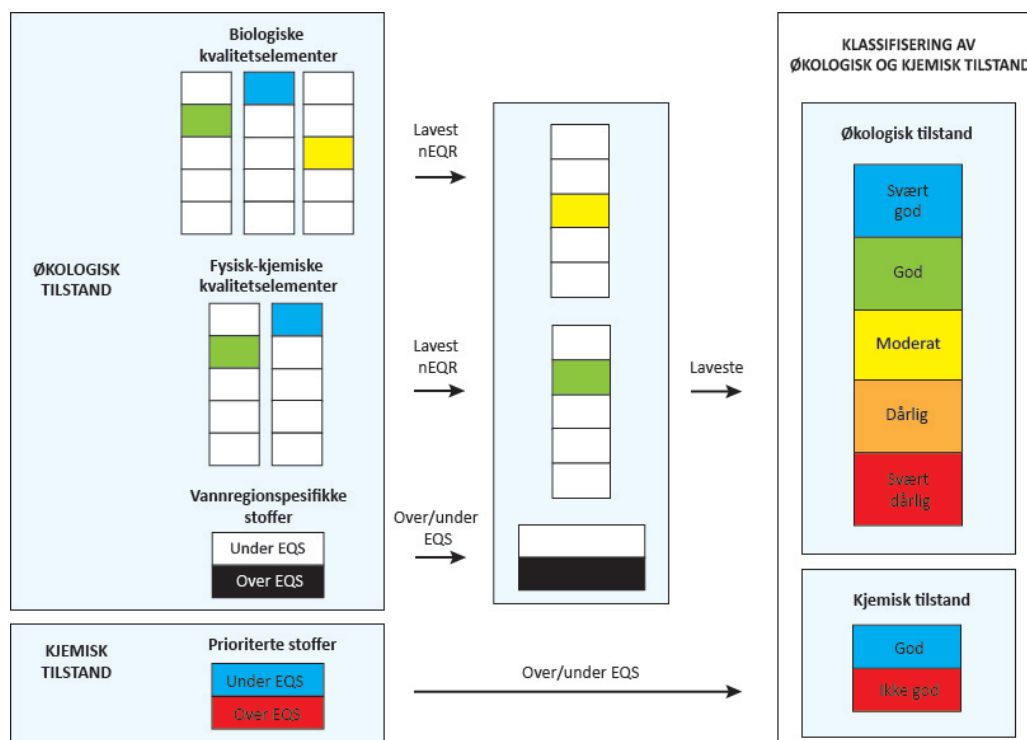 Biologiske
kvalitetselementer
ØKOLOGISK
TILSTAND
Fysisk-kjemiske
kvalitetselementer
Vannregionspesifikke
stoffer
Under EQS
Over EQS
KJEMISK
TILSTAND
Prioriterte stoffer
Under EQS
Over EQS
Lavest
nEQR
Lavest
nEQR
Over/under
EQS
Over/under EQS
Laveste
KLASSIFISERING AV
ØKOLOGISK OG KJEMISK TILSTAND
Økologisk tilstand
Svært
god
God
Moderat
Dårlig
Svært
dårlig
Kjemisk tilstand
God
Ikke god